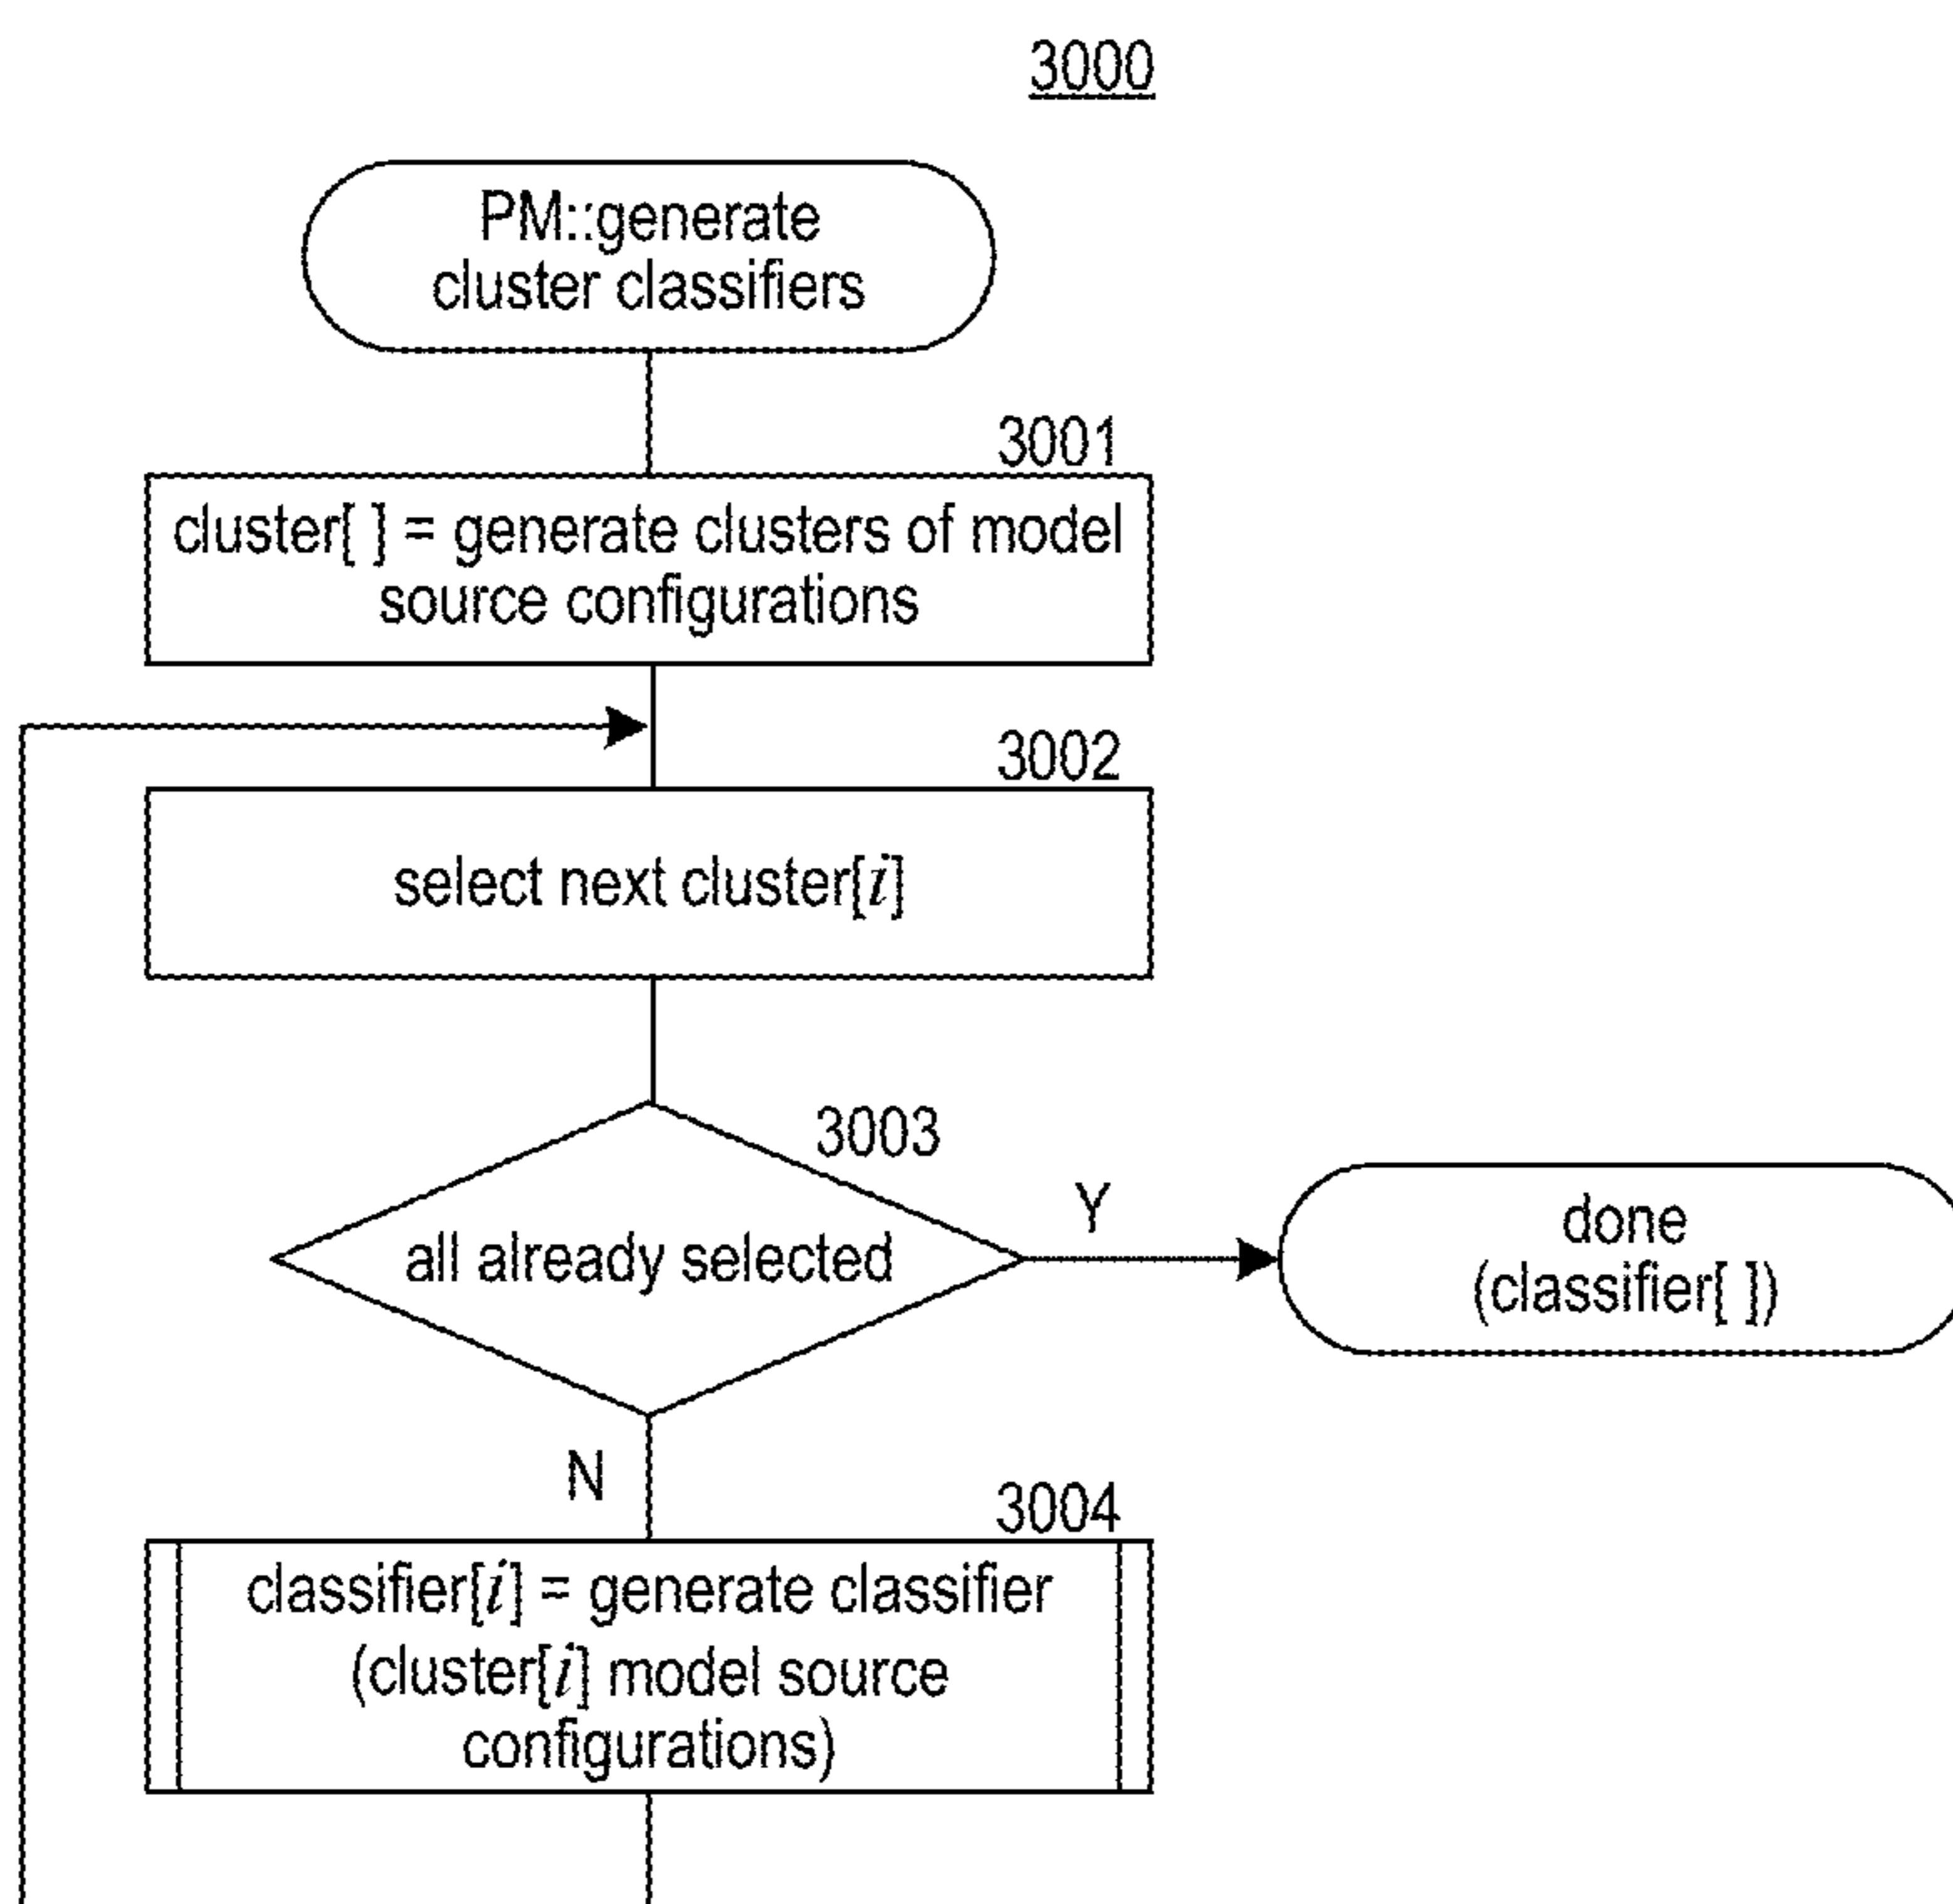 3000
PM::generate
cluster classifiers
3001
cluster[ ] = generate clusters of model
source configurations
3002
select next cluster[i]
3003
all already selected
Y
done
(classifier[ ])
N
3004
classifier[i] = generate classifier
(cluster[i] model source
configurations)